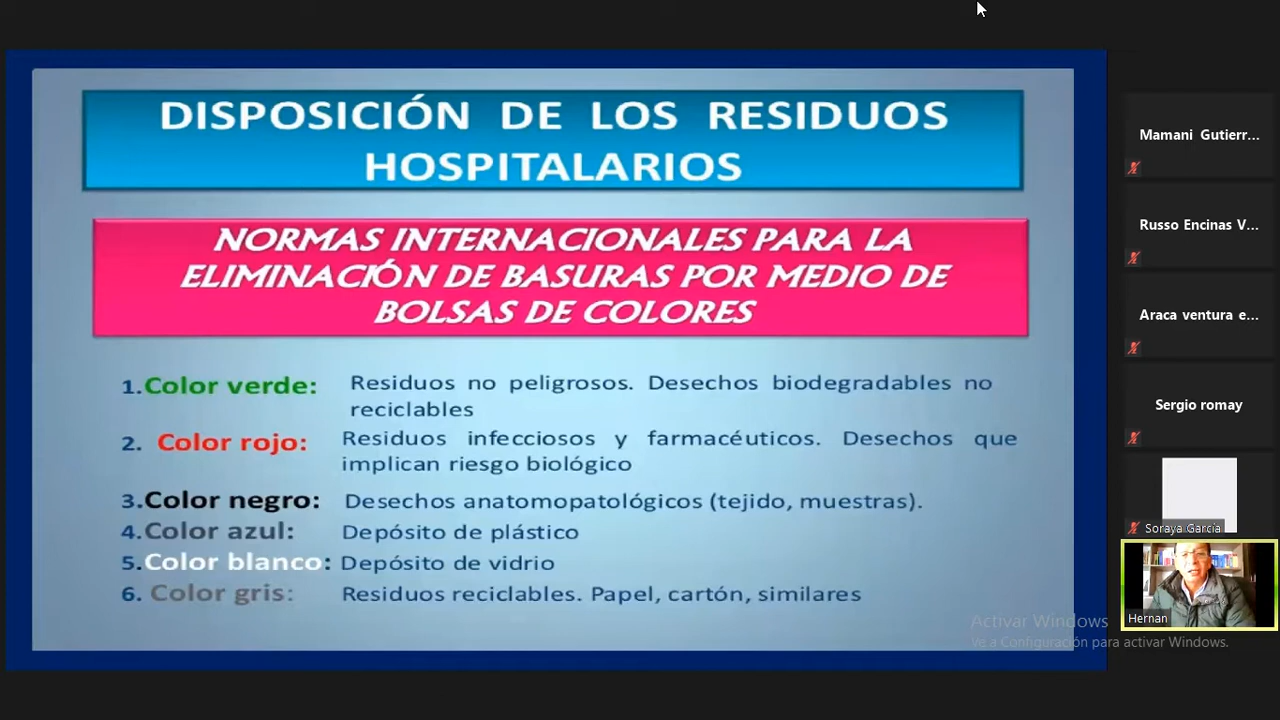 DISPOSICIÓN DE LOS RESIDUOS
HOSPITALARIOS
NORMAS INTERNACIONALES PARA LA
ELIMINACIÓN DE BASURAS POR MEDIO DE
BOLSAS DE COLORES
1.Color verde: Residuos no peligrosos. Desechos biodegradables no
reciclables
2. Color rojo: Residuos infecciosos y farmacéuticos. Desechos que
implican riesgo biológico
3.Color negro: Desechos anatomopatológicos (tejido, muestras).
4.Color azul: Depósito de plástico
5.Color blanco: Depósito de vidrio
6. Color gris: Residuos reciclables. Papel, cartón, similares
Mamani Gutierr...
Russo Encinas V...
Araca ventura e...
Sergio romay
Soraya Garcia
Hernan
Activar Windows
Ve a Configuración para activar Windows.